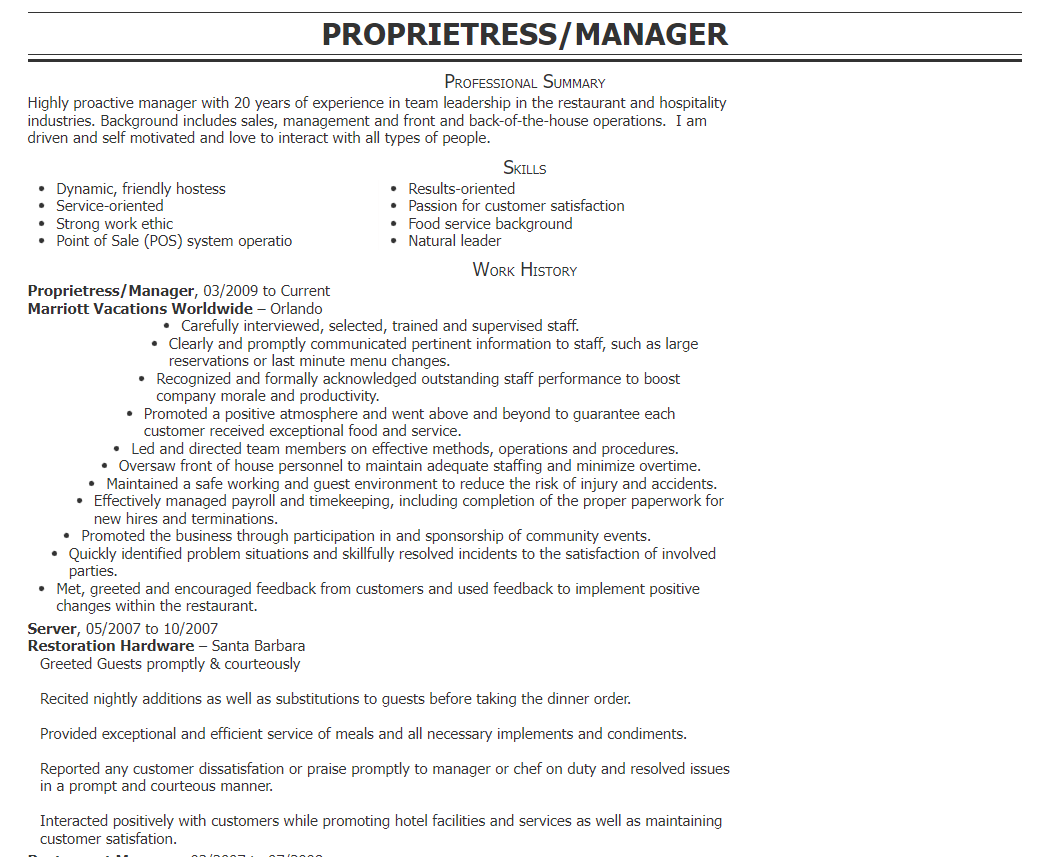 PROPRIETRESS/MANAGER
Professional Summary
Highly proactive manager with 20 years of experience in team leadership in the restaurant and hospitality
industries. Background includes sales, management and front and back-of-the-house operations.  I am
driven and self motivated and love to interact with all types of people.
Skills
• Dynamic, friendly hostess
• Service-oriented
• Strong work ethic
• Point of Sale (POS) system operatio
• Results-oriented
• Passion for customer satisfaction
• Food service background
• Natural leader
Work History
Proprietress/Manager, 03/2009 to Current
Marriott Vacations Worldwide – Orlando
• Carefully interviewed, selected, trained and supervised staff.
• Clearly and promptly communicated pertinent information to staff, such as large
reservations or last minute menu changes.
• Recognized and formally acknowledged outstanding staff performance to boost
company morale and productivity.
• Promoted a positive atmosphere and went above and beyond to guarantee each
customer received exceptional food and service.
• Led and directed team members on effective methods, operations and procedures.
• Oversaw front of house personnel to maintain adequate staffing and minimize overtime.
• Maintained a safe working and guest environment to reduce the risk of injury and accidents.
• Effectively managed payroll and timekeeping, including completion of the proper paperwork for
new hires and terminations.
• Promoted the business through participation in and sponsorship of community events.
• Quickly identified problem situations and skillfully resolved incidents to the satisfaction of involved
parties.
• Met, greeted and encouraged feedback from customers and used feedback to implement positive
changes within the restaurant.
Server, 05/2007 to 10/2007
Restoration Hardware – Santa Barbara
Greeted Guests promptly & courteously
Recited nightly additions as well as substitutions to guests before taking the dinner order.
Provided exceptional and efficient service of meals and all necessary implements and condiments.
Reported any customer dissatisfation or praise promptly to manager or chef on duty and resolved issues
in a prompt and courteous manner.
Interacted positively with customers while promoting hotel facilities and services as well as maintaining
customer satisfation.